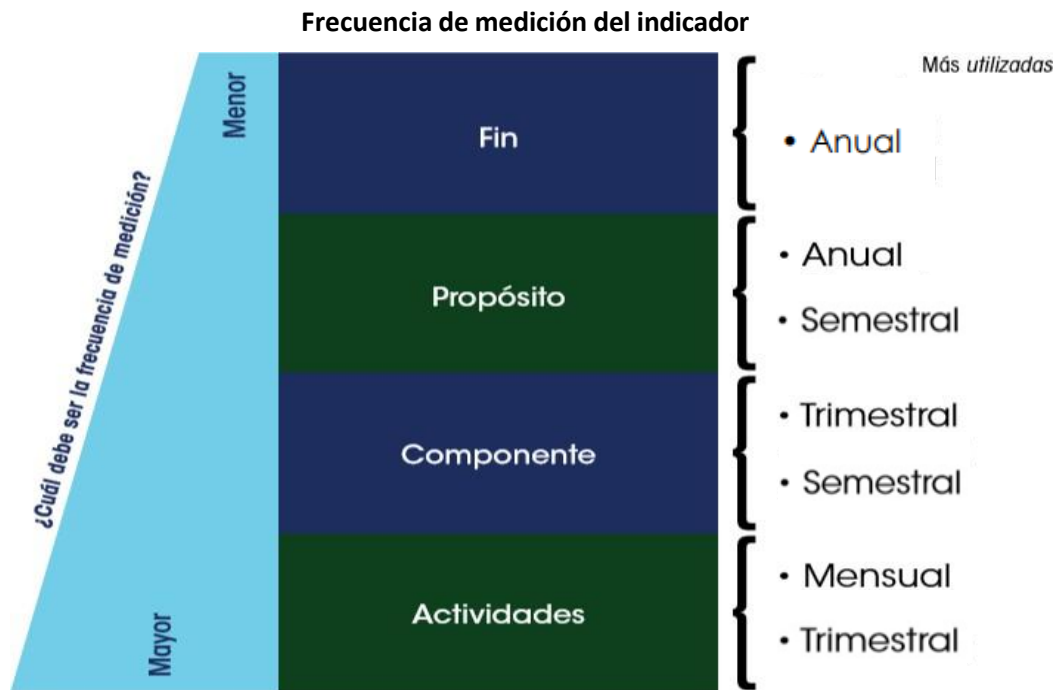 Frecuencia de medición del indicador
Más utilizadas
¿Cuál debe ser la frecuencia de medición?
Menor
Mayor
Fin
• Anual
Propósito
• Anual
• Semestral
Componente
• Trimestral
• Semestral
Actividades
• Mensual
• Trimestral